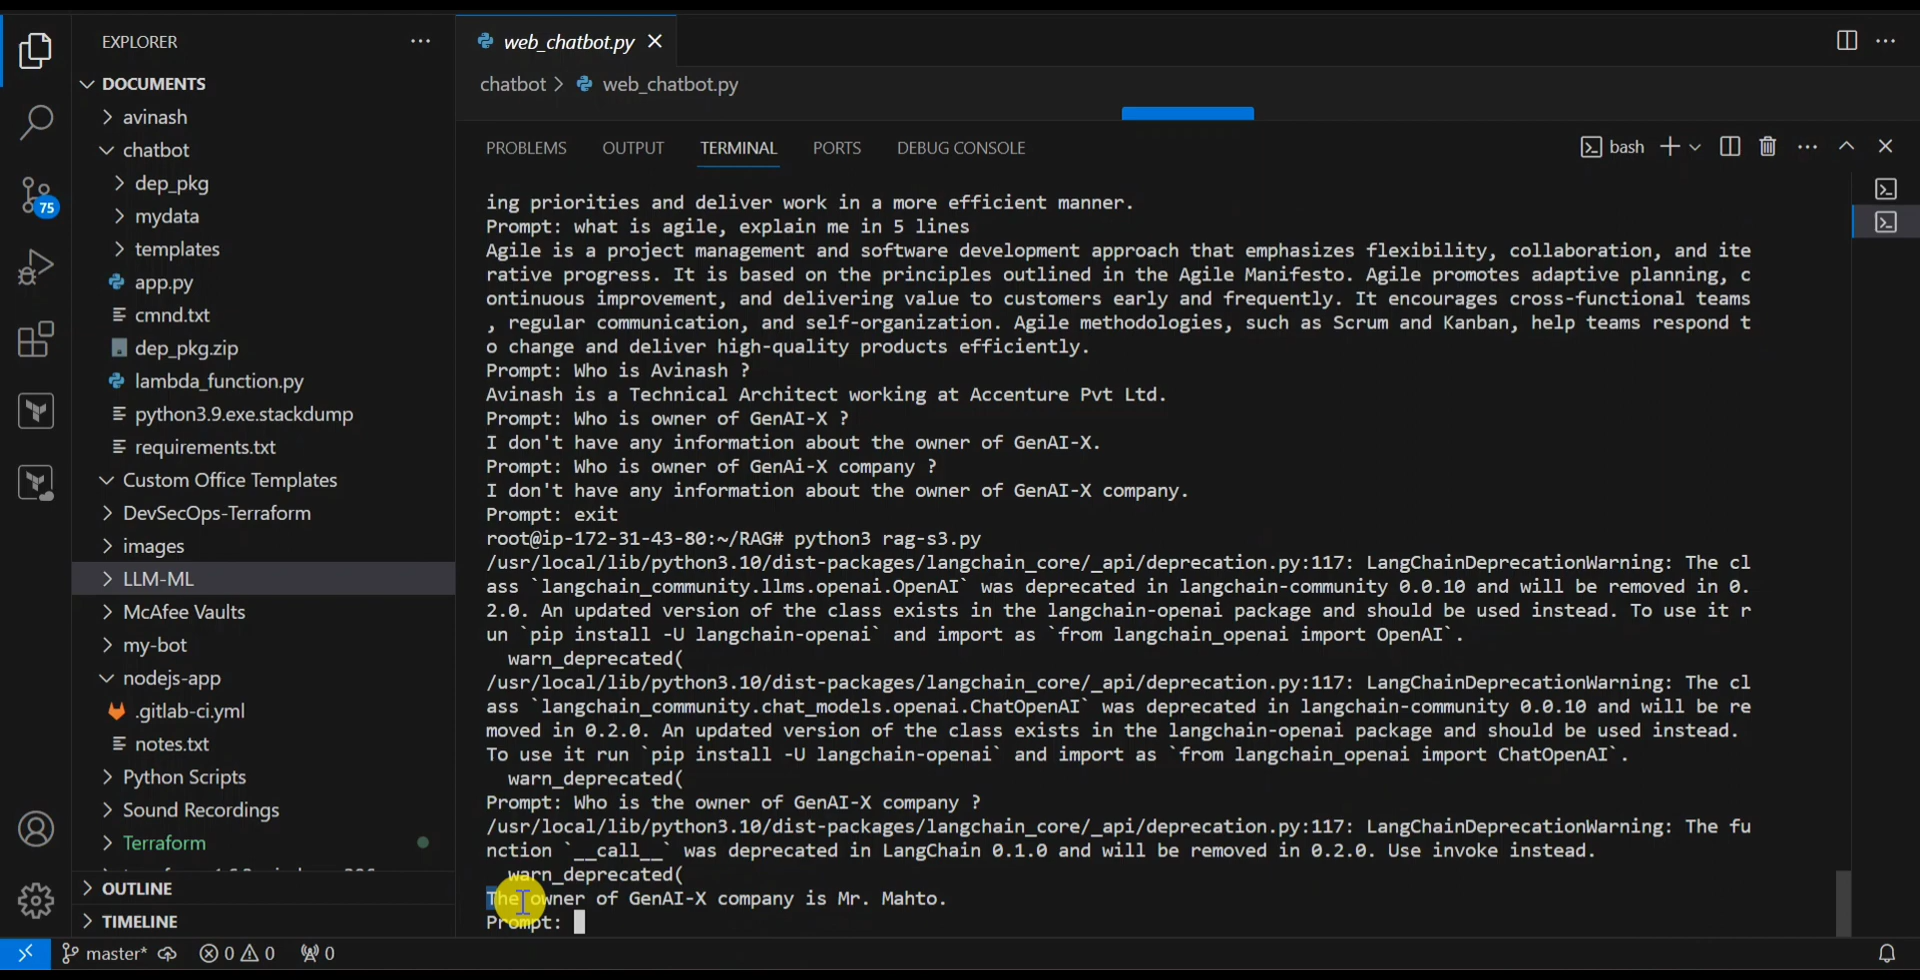 EXPLORER
web_chatbot.py
DOCUMENTS
chatbot > web_chatbot.py
avinash
chatbot
dep_pkg
mydata
templates
app.py
cmnd.txt
dep_pkg.zip
lambda_function.py
python3.9.exe.stackdump
requirements.txt
Custom Office Templates
DevSecOps-Terraform
images
LLM-ML
McAfee Vaults
my-bot
nodejs-app
.gitlab-ci.yml
notes.txt
Python Scripts
Sound Recordings
Terraform
OUTLINE
TIMELINE
75
PROBLEMS OUTPUT TERMINAL PORTS DEBUG CONSOLE
bash
ing priorities and deliver work in a more efficient manner.
Prompt: what is agile, explain me in 5 lines
Agile is a project management and software development approach that emphasizes flexibility, collaboration, and ite
rative progress. It is based on the principles outlined in the Agile Manifesto. Agile promotes adaptive planning, c
ontinuous improvement, and delivering value to customers early and frequently. It encourages cross-functional teams
, regular communication, and self-organization. Agile methodologies, such as Scrum and Kanban, help teams respond t
o change and deliver high-quality products efficiently.
Prompt: Who is Avinash ?
Avinash is a Technical Architect working at Accenture Pvt Ltd.
Prompt: Who is owner of GenAI-X ?
I don't have any information about the owner of GenAI-X.
Prompt: Who is owner of GenAi-X company ?
I don't have any information about the owner of GenAI-X company.
Prompt: exit
root@ip-172-31-43-80:~/RAG# python3 rag-s3.py
/usr/local/lib/python3.10/dist-packages/langchain_core/_api/deprecation.py:117: LangChainDeprecationWarning: The cl
ass `langchain_community.llms.openai.OpenAI` was deprecated in langchain-community 0.0.10 and will be removed in 0.
2.0. An updated version of the class exists in the langchain-openai package and should be used instead. To use it r
un `pip install -U langchain-openai` and import as `from langchain_openai import OpenAI`.
warn_deprecated(
/usr/local/lib/python3.10/dist-packages/langchain_core/_api/deprecation.py:117: LangChainDeprecationWarning: The cl
ass `langchain_community.chat_models.openai.ChatOpenAI` was deprecated in langchain-community 0.0.10 and will be re
moved in 0.2.0. An updated version of the class exists in the langchain-openai package and should be used instead.
To use it run `pip install -U langchain-openai` and import as `from langchain_openai import ChatOpenAI`.
warn_deprecated(
Prompt: Who is the owner of GenAI-X company ?
/usr/local/lib/python3.10/dist-packages/langchain_core/_api/deprecation.py:117: LangChainDeprecationWarning: The fu
nction `__call__` was deprecated in LangChain 0.1.0 and will be removed in 0.2.0. Use invoke instead.
warn_deprecated(
The owner of GenAI-X company is Mr. Mahto.
Prompt:
master* 0 0 0